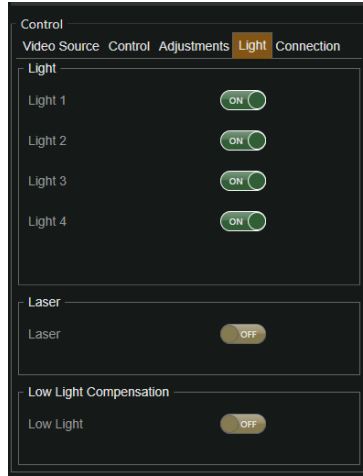 Control
Video Source Control Adjustments Light Connection
Light
Light 1 ON
Light 2 ON
Light 3 ON
Light 4 ON
Laser
Laser OFF
Low Light Compensation
Low Light OFF